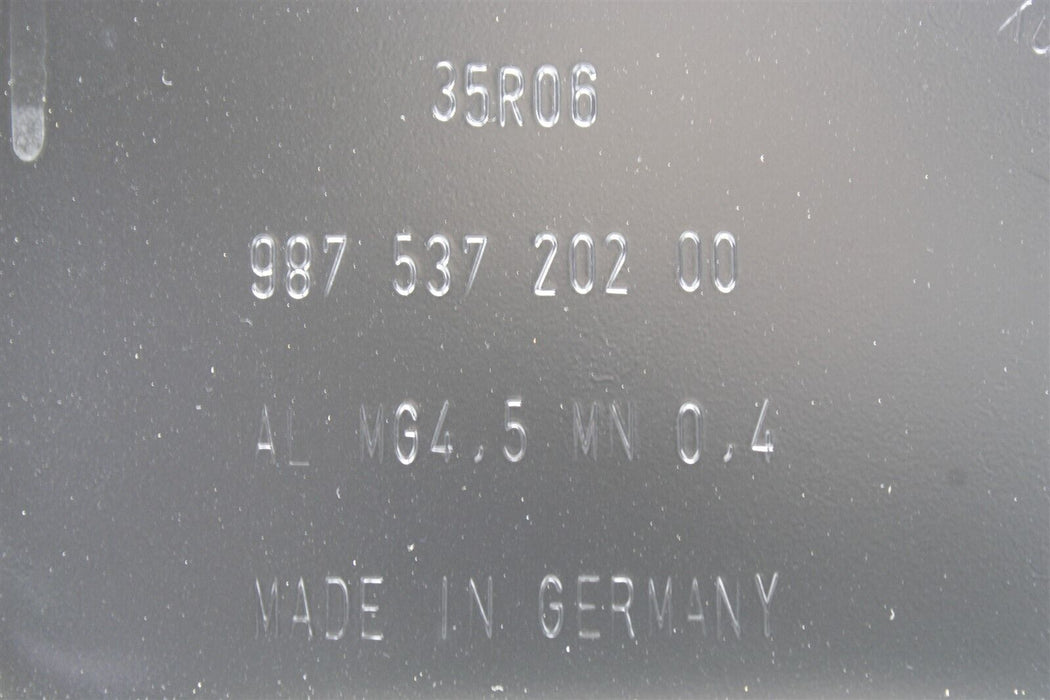 35R06
987 537 202 00
AL MG4,5 MN 0,4
MADE IN GERMANY